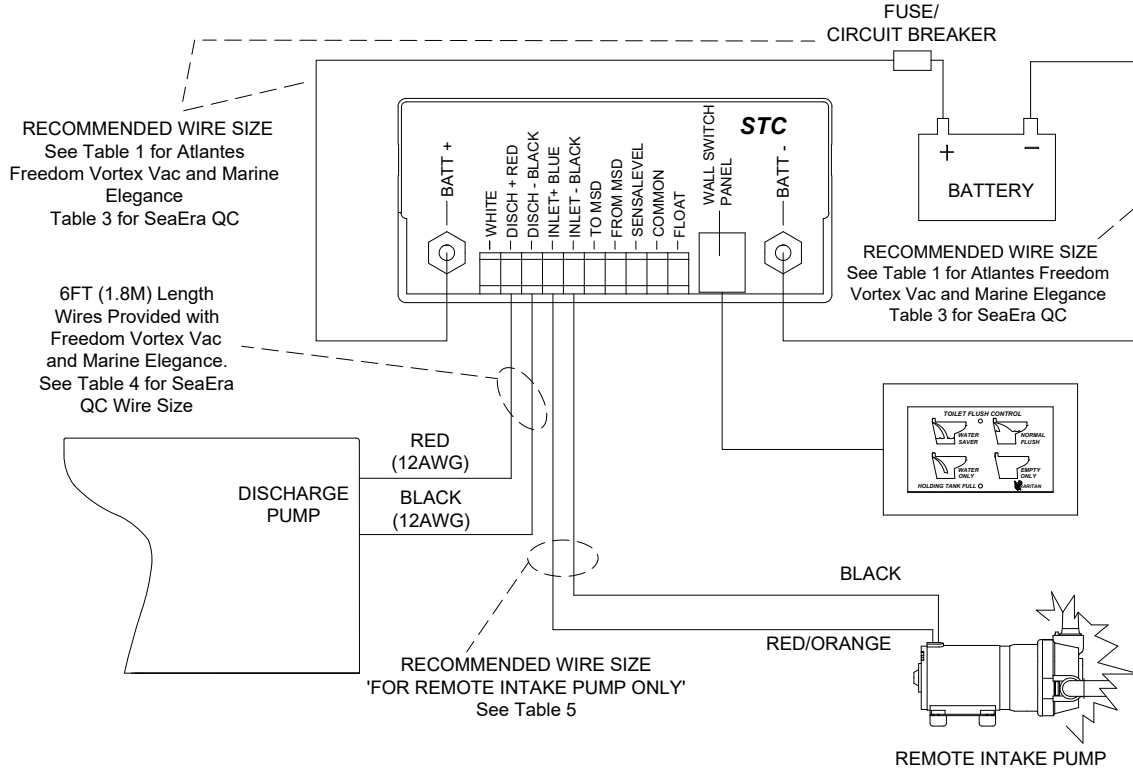 FUSE/
CIRCUIT BREAKER
RECOMMENDED WIRE SIZE
See Table 1 for Atlantes
Freedom Vortex Vac and Marine
Elegance
Table 3 for SeaEra QC
STC
BATT +
WHITE
DISCH + RED
DISCH - BLACK
INLET+ BLUE
INLET - BLACK
TO MSD
FROM MSD
SENSALEVEL
COMMON
FLOAT
WALL SWITCH
PANEL
BATT -
+ −
BATTERY
RECOMMENDED WIRE SIZE
See Table 1 for Atlantes Freedom
Vortex Vac and Marine Elegance
Table 3 for SeaEra QC
6FT (1.8M) Length
Wires Provided with
Freedom Vortex Vac
and Marine Elegance.
See Table 4 for SeaEra
QC Wire Size
RED
(12AWG)
BLACK
(12AWG)
DISCHARGE
PUMP
TOILET FLUSH CONTROL
WATER
SAVER
NORMAL
FLUSH
WATER
ONLY
EMPTY
ONLY
HOLDING TANK FULL
ARITAN
BLACK
RED/ORANGE
RECOMMENDED WIRE SIZE
'FOR REMOTE INTAKE PUMP ONLY'
See Table 5
REMOTE INTAKE PUMP